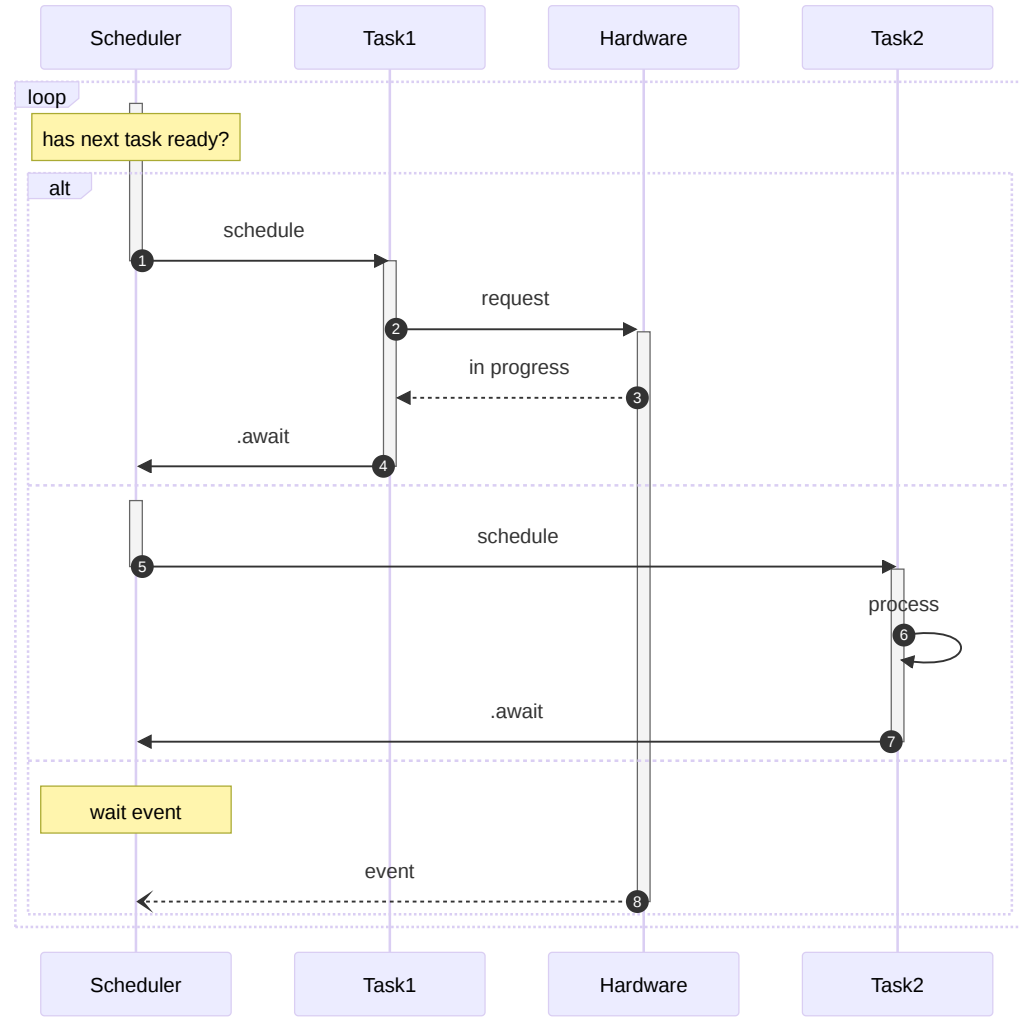 Scheduler
Task1
Hardware
Task2
loop
has next task ready?
alt
schedule
1
request
2
in progress
3
.await
4
schedule
5
process
6
.await
7
wait event
event
8
Scheduler
Task1
Hardware
Task2